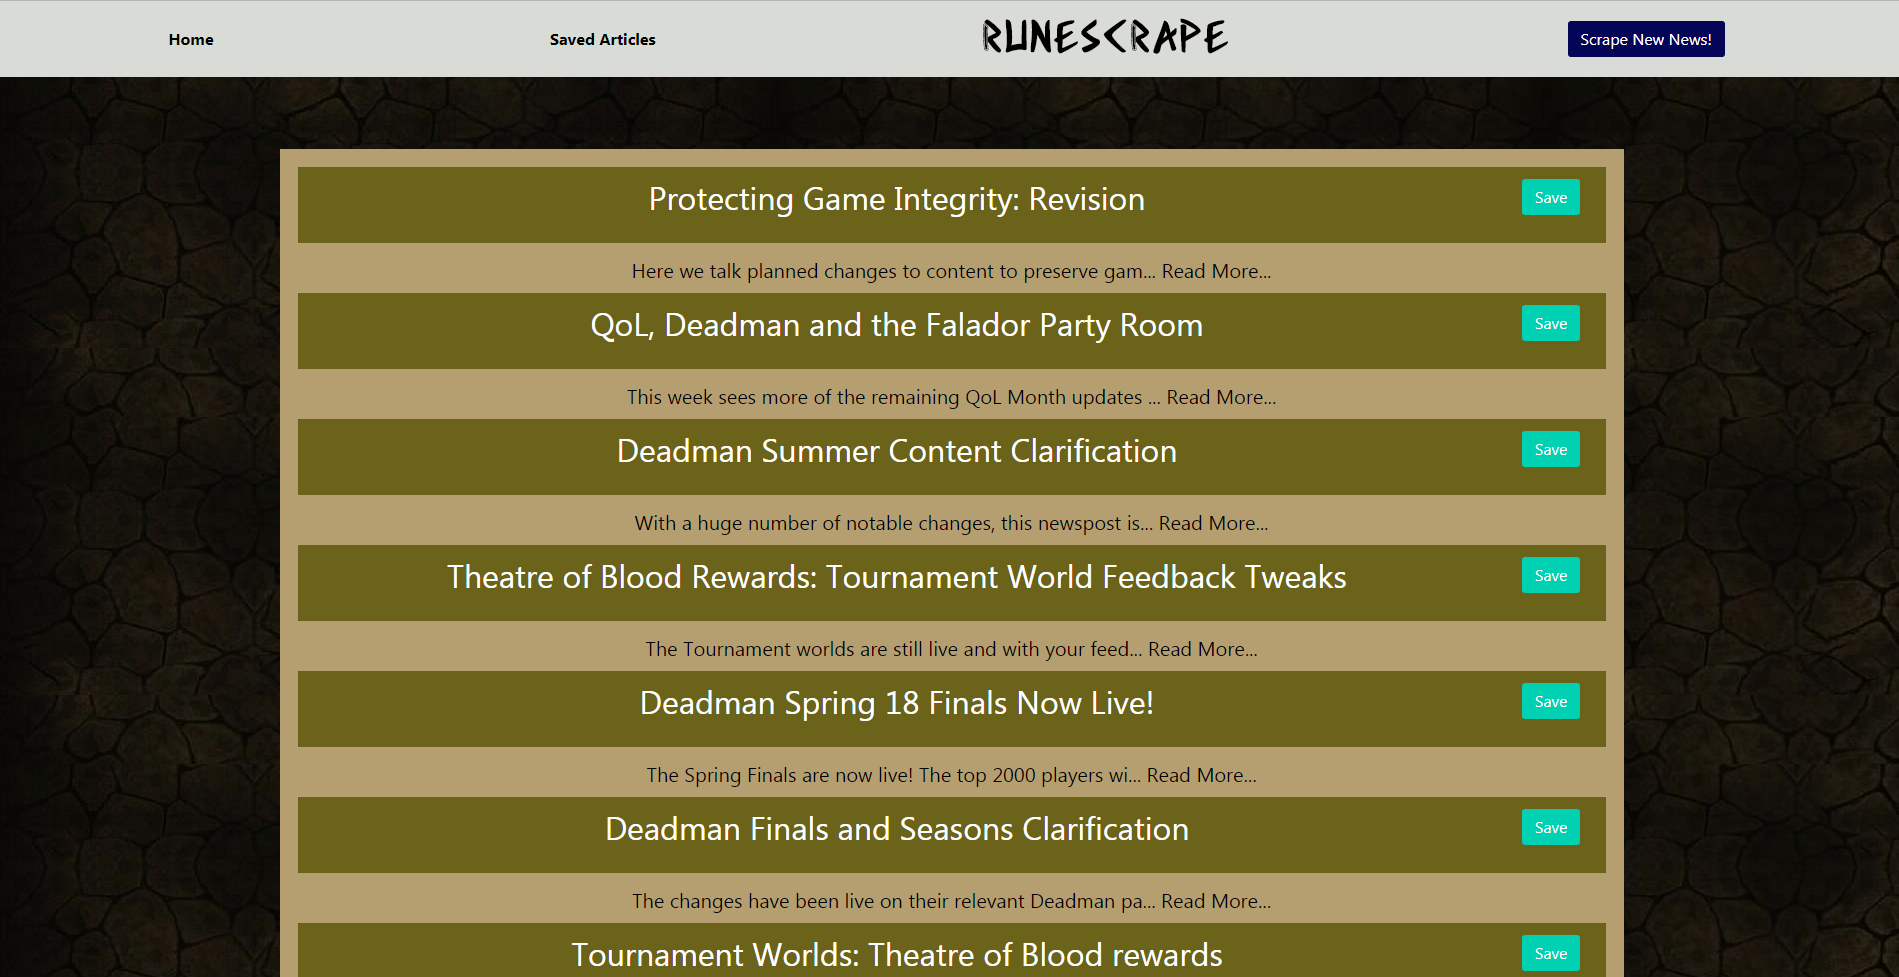 Home Saved Articles RUNESCRAPE Scrape New News!
Protecting Game Integrity: Revision Save
Here we talk planned changes to content to preserve gam... Read More...
QoL, Deadman and the Falador Party Room Save
This week sees more of the remaining QoL Month updates ... Read More...
Deadman Summer Content Clarification Save
With a huge number of notable changes, this newspost is... Read More...
Theatre of Blood Rewards: Tournament World Feedback Tweaks Save
The Tournament worlds are still live and with your feed... Read More...
Deadman Spring 18 Finals Now Live! Save
The Spring Finals are now live! The top 2000 players wi... Read More...
Deadman Finals and Seasons Clarification Save
The changes have been live on their relevant Deadman pa... Read More...
Tournament Worlds: Theatre of Blood rewards Save